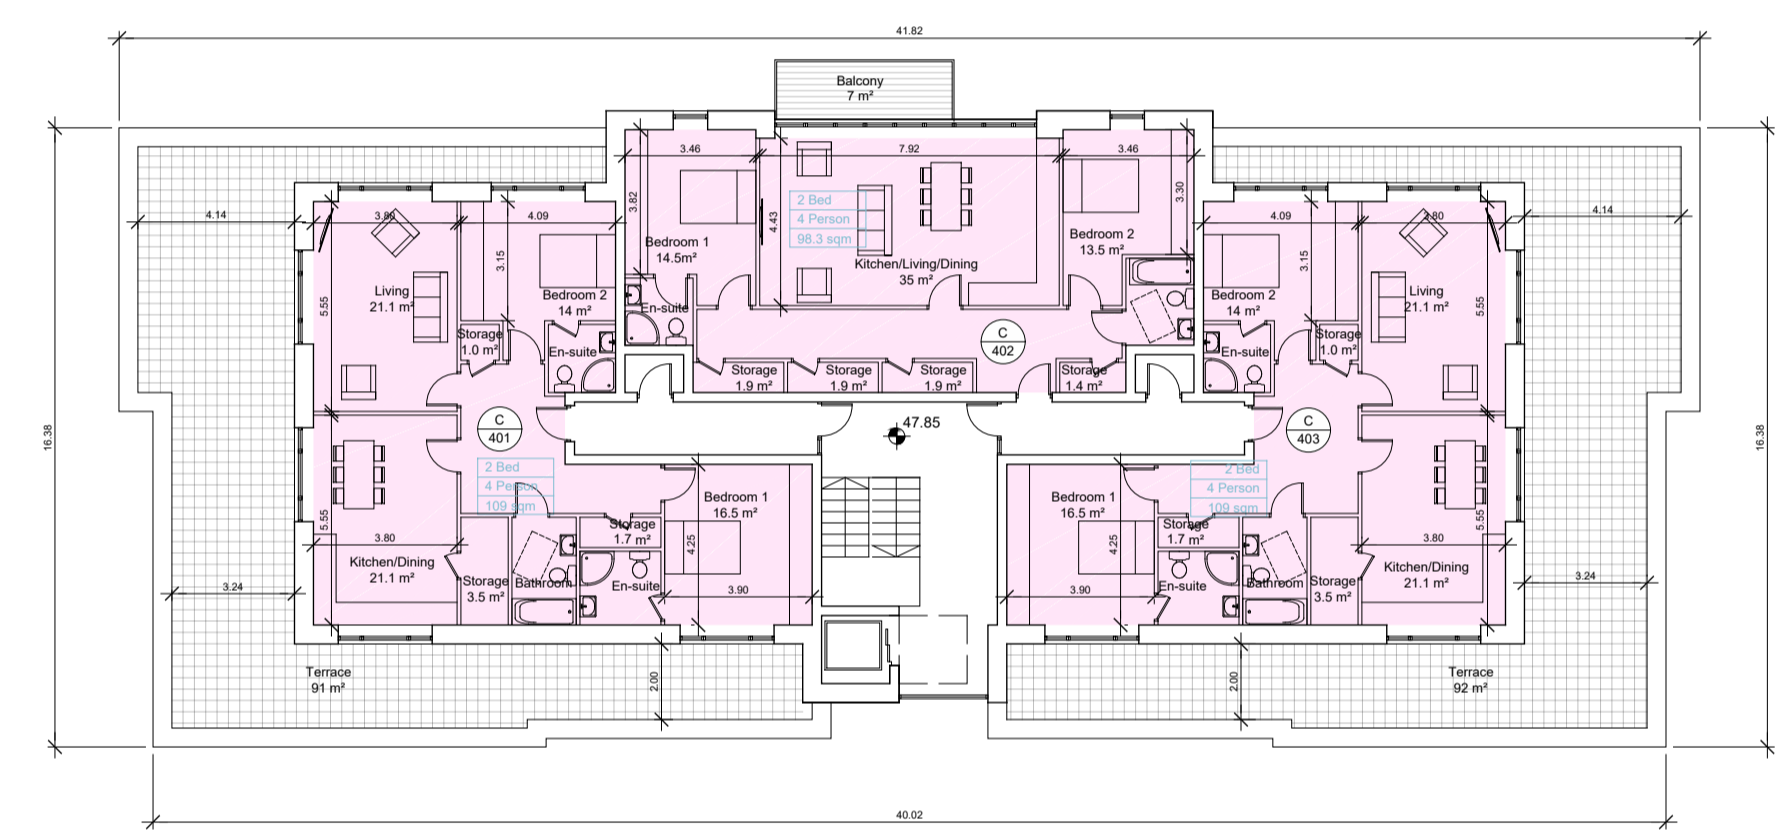 41.82
Balcony
7 m²
3.46
7.92
3.46
3.82
4.43
3.30
2 Bed
4 Person
98.3 sqm
Bedroom 1
14.5m²
Kitchen/Living/Dining
35 m²
Bedroom 2
13.5 m²
En-suite
C
402
Storage
1.9 m²
Storage
1.9 m²
Storage
1.9 m²
Storage
1.4 m²
4.14
3.80
4.09
3.15
5.55
Living
21.1 m²
Bedroom 2
14 m²
Storage
1.0 m²
En-suite
4.09
3.80
4.14
3.15
5.55
Bedroom 2
14 m²
Living
21.1 m²
En-suite
Storage
1.0 m²
16.38
16.38
C
401
47.85
C
403
2 Bed
4 Person
109 sqm
Bedroom 1
16.5 m²
Storage
1.7 m²
5.55
4.25
3.80
Kitchen/Dining
21.1 m²
Storage
3.5 m²
Bathroom
En-suite
3.90
3.24
2 Bed
4 Person
109 sqm
Bedroom 1
16.5 m²
Storage
1.7 m²
4.25
5.55
3.80
Kitchen/Dining
21.1 m²
3.90
En-suite
Bathroom
Storage
3.5 m²
3.24
Terrace
91 m²
2.00
2.00
Terrace
92 m²
40.02